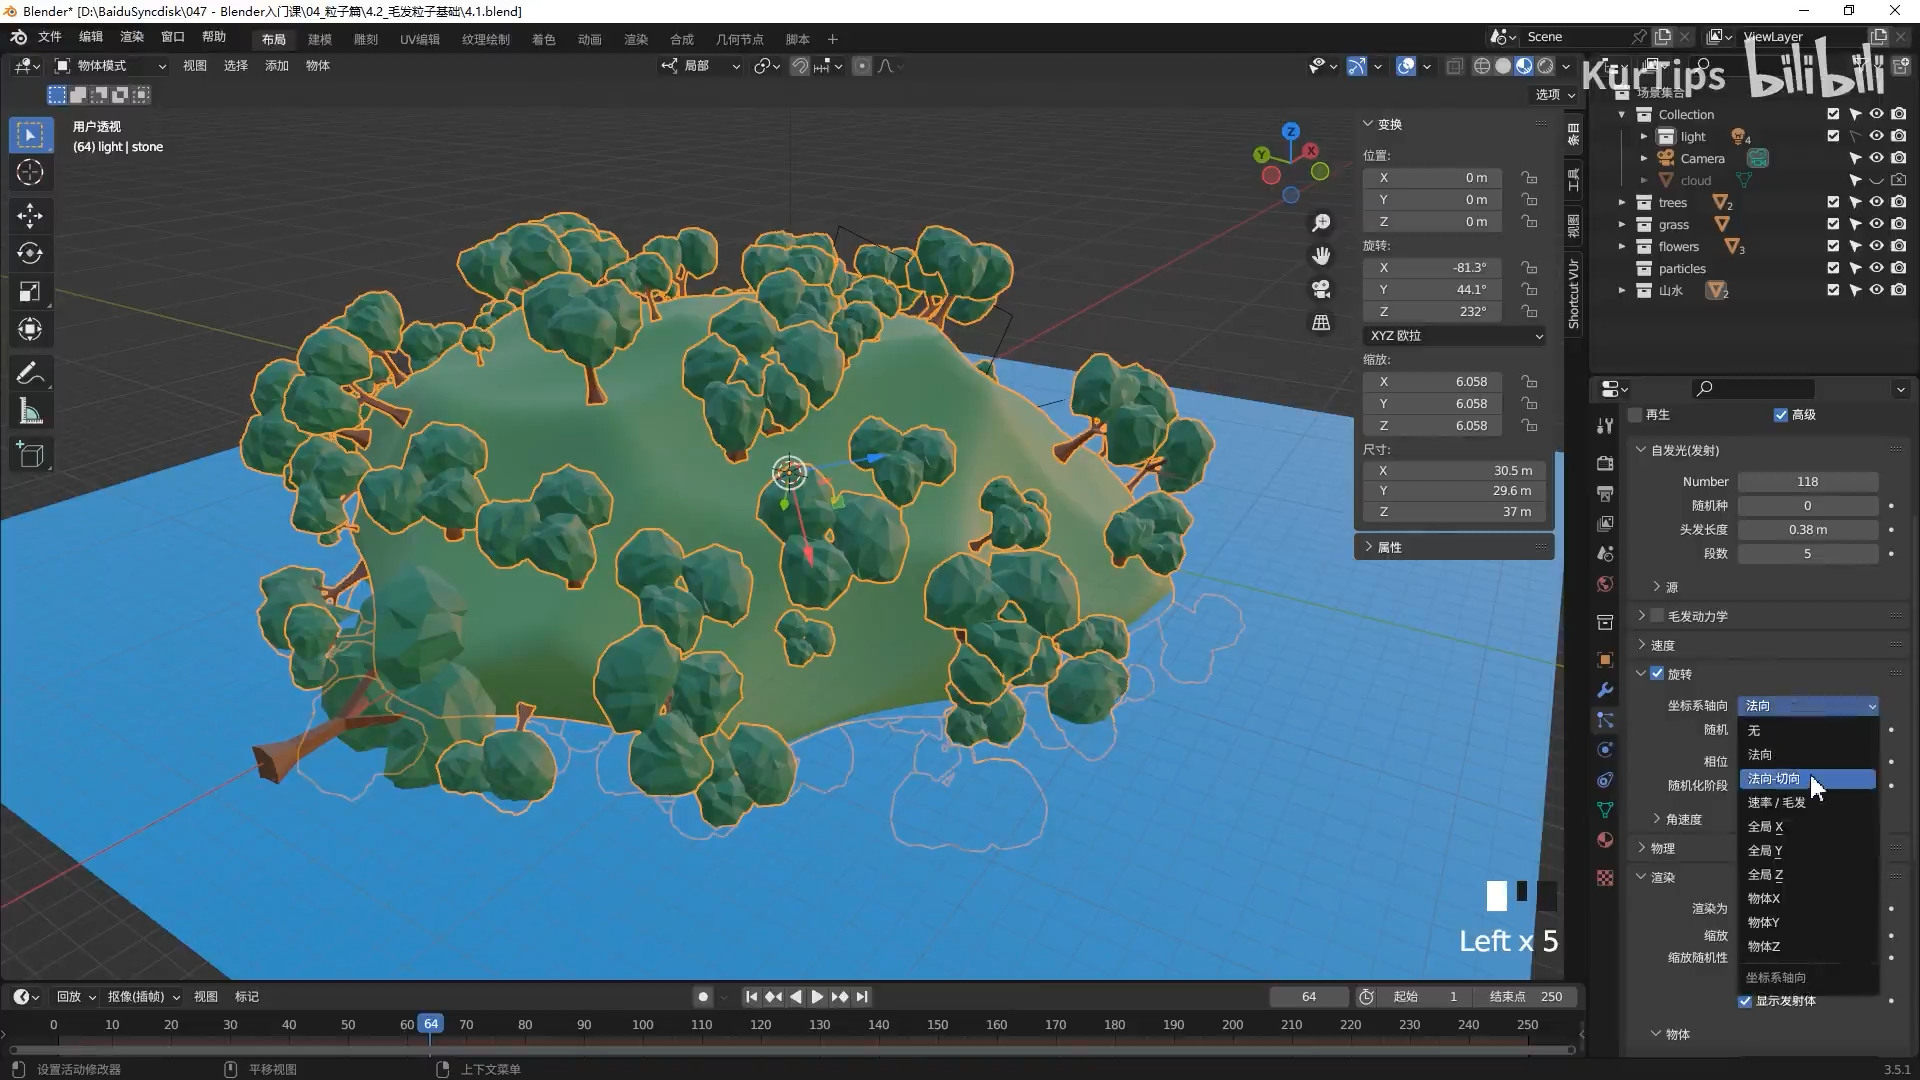 Blender* [D:\BaiduSyncdisk\047 - Blender入门课\04_粒子篇\4.2_毛发粒子基础\4.1.blend]
文件 编辑 渲染 窗口 帮助 布局 建模 雕刻 UV编辑 纹理绘制 着色 动画 渲染 合成 几何节点 脚本 + Scene ViewLayer
物体模式 视图 选择 添加 物体 局部
KurTips bilibili
选项
场景集合
Collection
light 4
Camera
cloud
trees 2
grass
flowers 3
particles
山水 2
用户透视
(64) light | stone
Z
Y
X
变换
位置:
X 0 m
Y 0 m
Z 0 m
旋转:
X -81.3°
Y 44.1°
Z 232°
XYZ 欧拉
缩放:
X 6.058
Y 6.058
Z 6.058
尺寸:
X 30.5 m
Y 29.6 m
Z 37 m
属性
条目
工具
视图
Shortcut VUr
再生 高级
自发光(发射)
Number 118
随机种 0
头发长度 0.38 m
段数 5
源
毛发动力学
速度
旋转
坐标系轴向 法向
随机
相位
随机化阶段
角速度
物理
渲染
渲染为
缩放
缩放随机性
无
法向
法向-切向
速率 / 毛发
全局 X
全局 Y
全局 Z
物体X
物体Y
物体Z
坐标系轴向
显示发射体
物体
Left x 5
回放 抠像(插帧) 视图 标记 64 起始 1 结束点 250
0 10 20 30 40 50 60 64 70 80 90 100 110 120 130 140 150 160 170 180 190 200 210 220 230 240 250
设置活动修改器 平移视图 上下文菜单 3.5.1